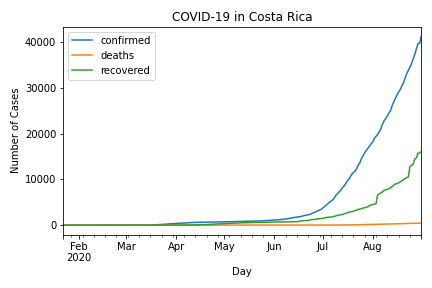 COVID-19 in Costa Rica
confirmed
deaths
recovered
Number of Cases
40000
30000
20000
10000
0
Feb Mar Apr May Jun Jul Aug
2020
Day